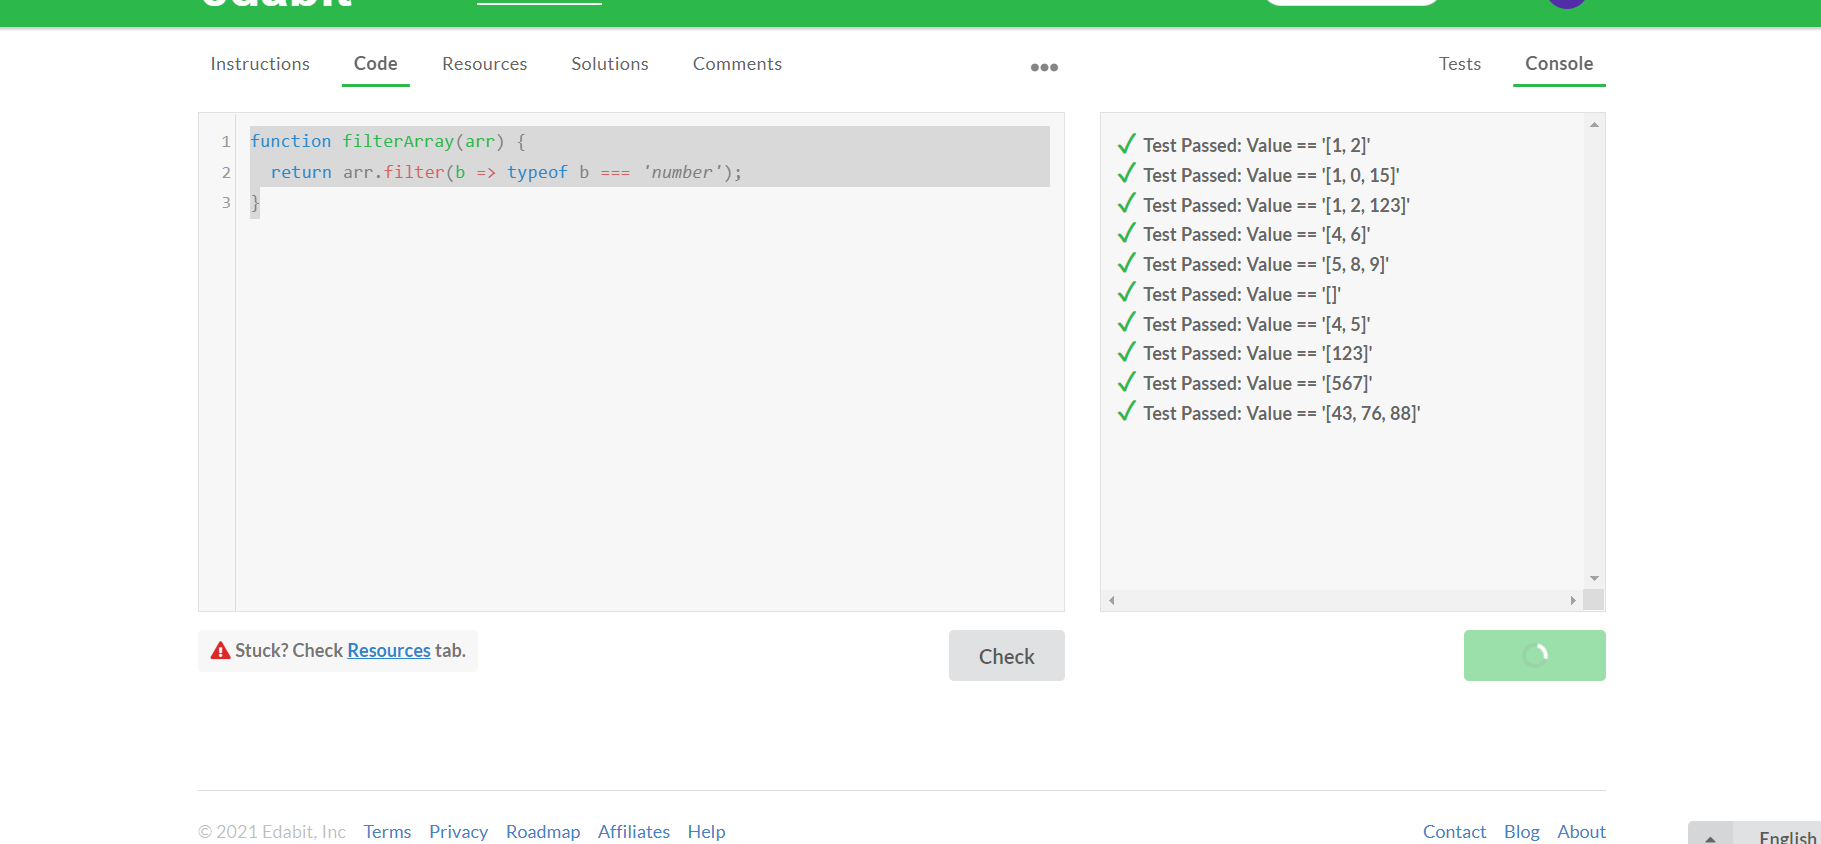 edabit
Instructions Code Resources Solutions Comments ••• Tests Console
1 function filterArray(arr) {
2 return arr.filter(b => typeof b === 'number');
3 }
✓ Test Passed: Value == '[1, 2]'
✓ Test Passed: Value == '[1, 0, 15]'
✓ Test Passed: Value == '[1, 2, 123]'
✓ Test Passed: Value == '[4, 6]'
✓ Test Passed: Value == '[5, 8, 9]'
✓ Test Passed: Value == '[]'
✓ Test Passed: Value == '[4, 5]'
✓ Test Passed: Value == '[123]'
✓ Test Passed: Value == '[567]'
✓ Test Passed: Value == '[43, 76, 88]'
Stuck? Check Resources tab.
Check
© 2021 Edabit, Inc Terms Privacy Roadmap Affiliates Help Contact Blog About
English